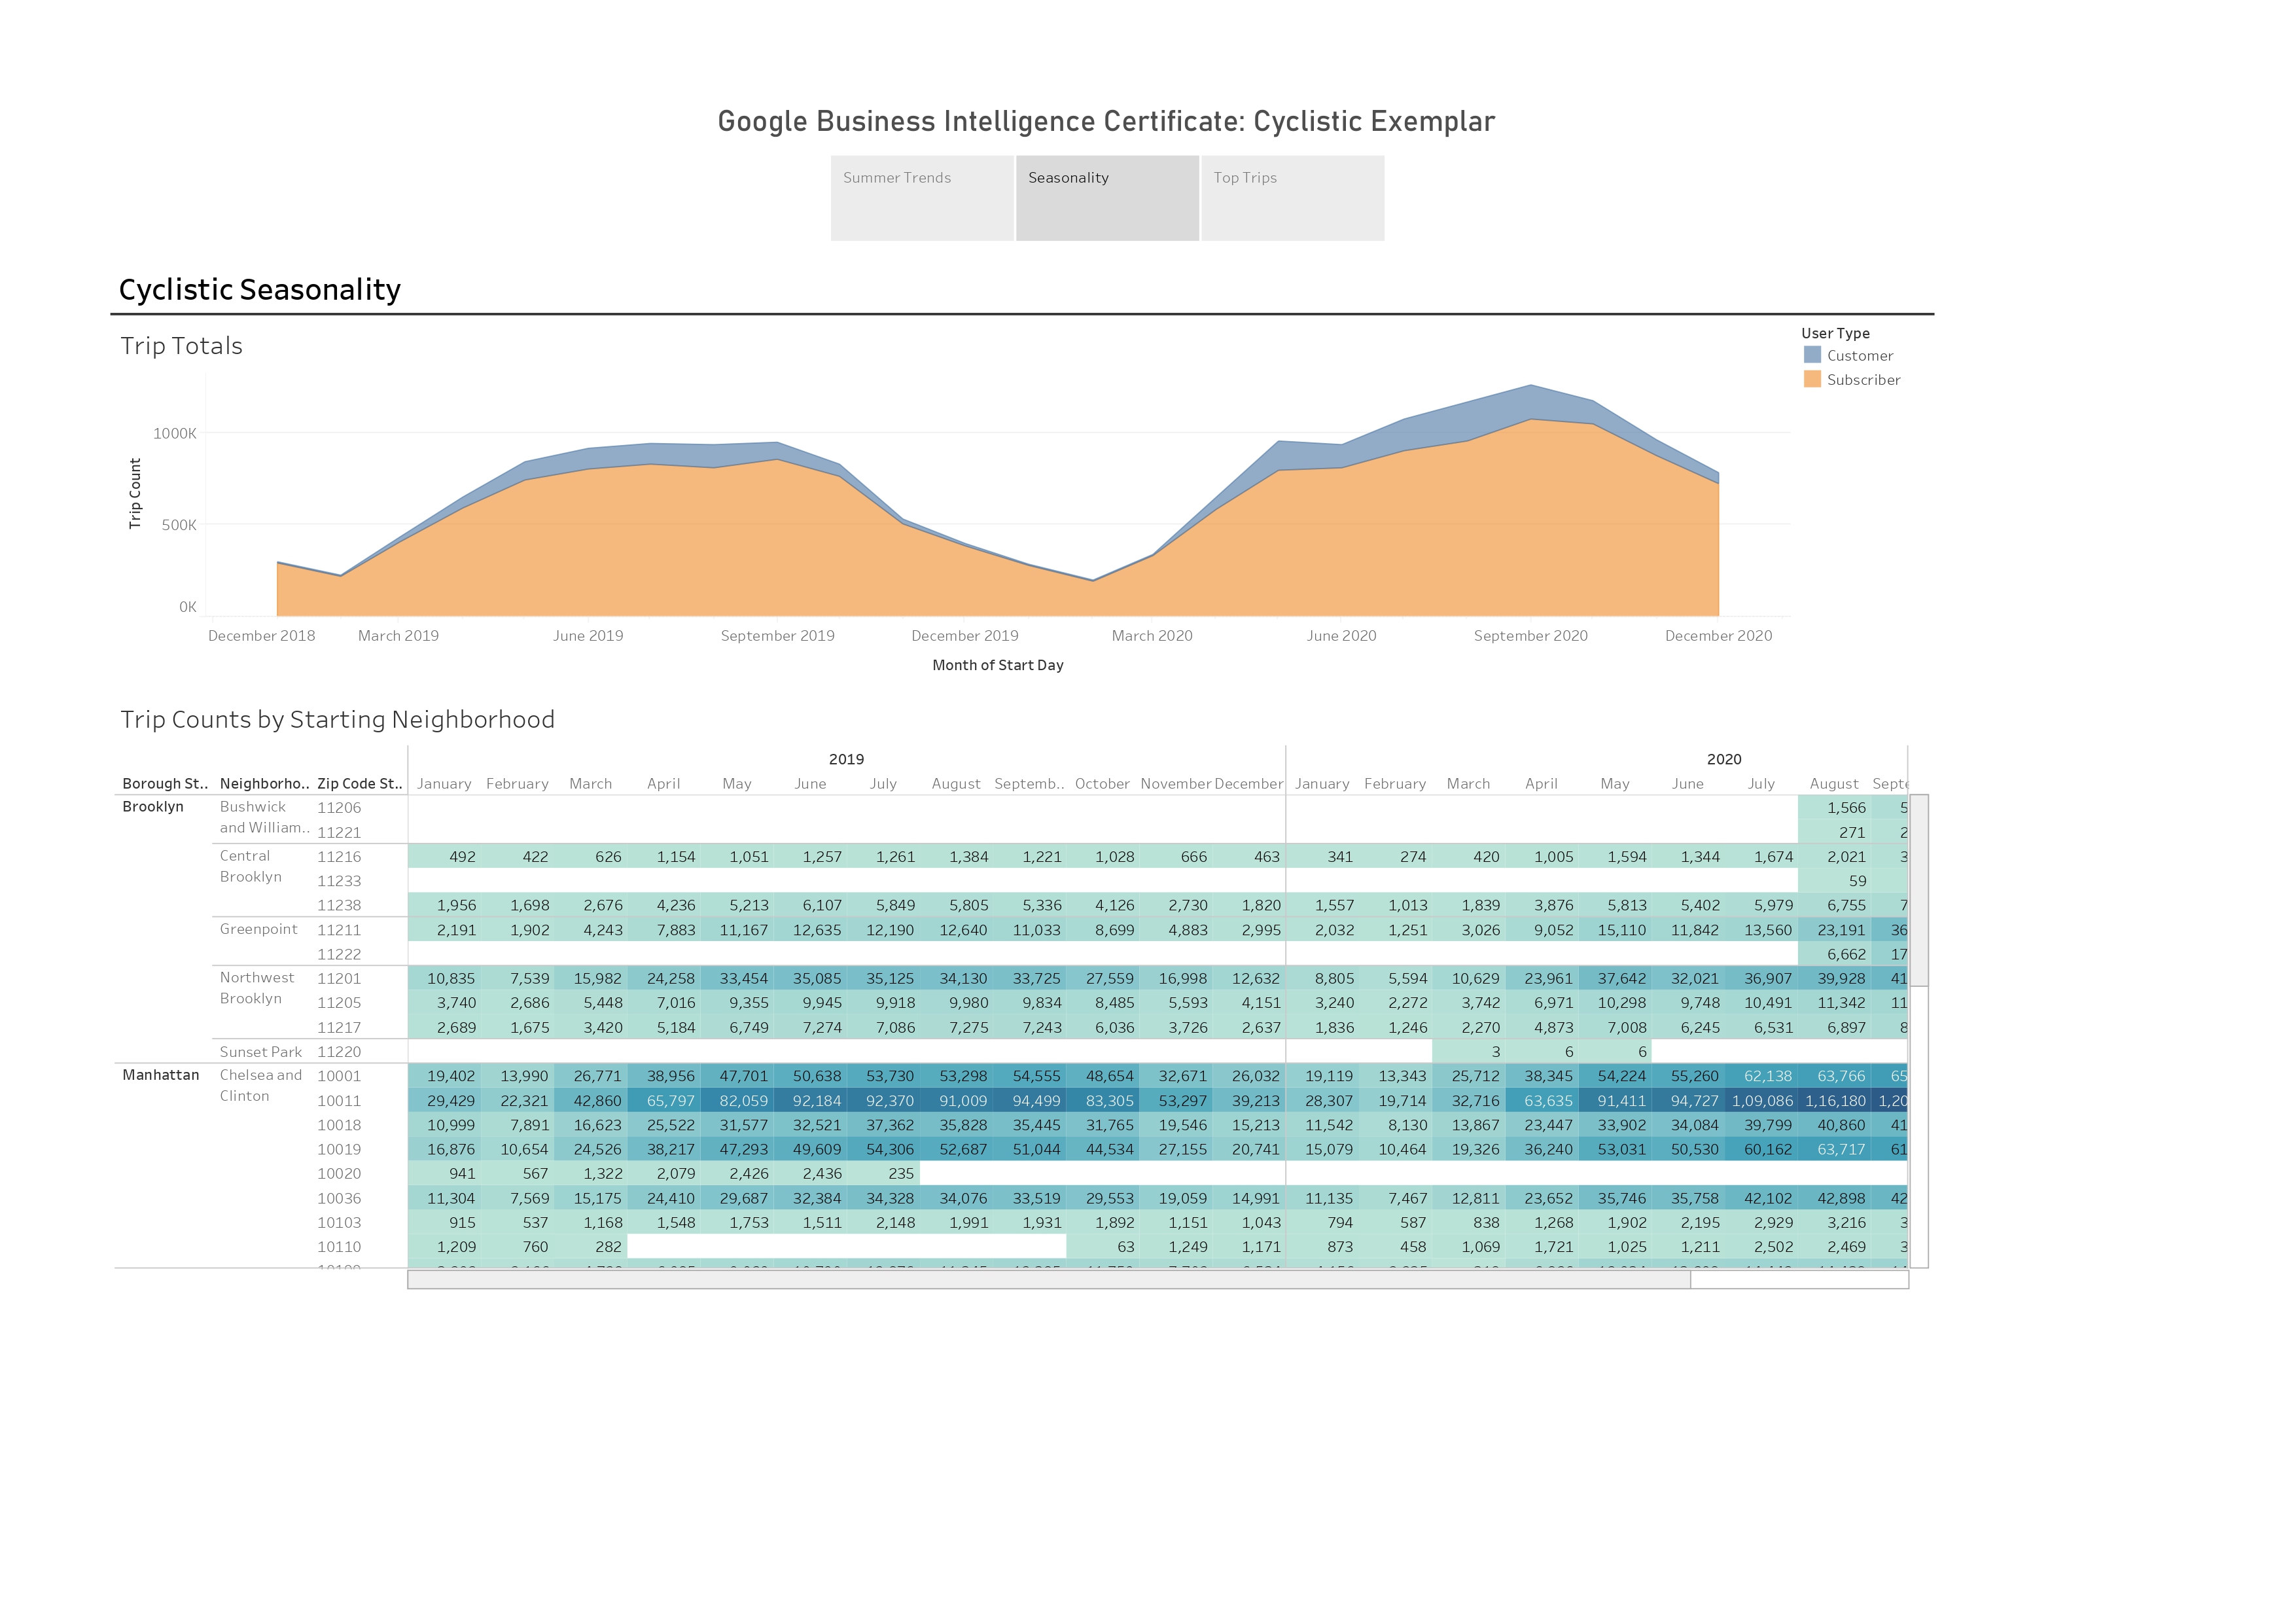 Google Business Intelligence Certificate: Cyclistic Exemplar
Summer Trends Seasonality Top Trips
Cyclistic Seasonality
Trip Totals
User Type
Customer
Subscriber
Trip Count
1000K
500K
0K
December 2018 March 2019 June 2019 September 2019 December 2019 March 2020 June 2020 September 2020 December 2020
Month of Start Day
Trip Counts by Starting Neighborhood
2019 2020
Borough St.. Neighborho.. Zip Code St.. January February March April May June July August Septemb.. October November December January February March April May June July August Septe
Brooklyn Bushwick and William.. 11206 1,566 5
11221 271 2
Central Brooklyn 11216 492 422 626 1,154 1,051 1,257 1,261 1,384 1,221 1,028 666 463 341 274 420 1,005 1,594 1,344 1,674 2,021 3
11233 59
11238 1,956 1,698 2,676 4,236 5,213 6,107 5,849 5,805 5,336 4,126 2,730 1,820 1,557 1,013 1,839 3,876 5,813 5,402 5,979 6,755 7
Greenpoint 11211 2,191 1,902 4,243 7,883 11,167 12,635 12,190 12,640 11,033 8,699 4,883 2,995 2,032 1,251 3,026 9,052 15,110 11,842 13,560 23,191 36
11222 6,662 17
Northwest Brooklyn 11201 10,835 7,539 15,982 24,258 33,454 35,085 35,125 34,130 33,725 27,559 16,998 12,632 8,805 5,594 10,629 23,961 37,642 32,021 36,907 39,928 41
11205 3,740 2,686 5,448 7,016 9,355 9,945 9,918 9,980 9,834 8,485 5,593 4,151 3,240 2,272 3,742 6,971 10,298 9,748 10,491 11,342 11
11217 2,689 1,675 3,420 5,184 6,749 7,274 7,086 7,275 7,243 6,036 3,726 2,637 1,836 1,246 2,270 4,873 7,008 6,245 6,531 6,897 8
Sunset Park 11220 3 6 6
Manhattan Chelsea and Clinton 10001 19,402 13,990 26,771 38,956 47,701 50,638 53,730 53,298 54,555 48,654 32,671 26,032 19,119 13,343 25,712 38,345 54,224 55,260 62,138 63,766 65
10011 29,429 22,321 42,860 65,797 82,059 92,184 92,370 91,009 94,499 83,305 53,297 39,213 28,307 19,714 32,716 63,635 91,411 94,727 1,09,086 1,16,180 1,20
10018 10,999 7,891 16,623 25,522 31,577 32,521 37,362 35,828 35,445 31,765 19,546 15,213 11,542 8,130 13,867 23,447 33,902 34,084 39,799 40,860 41
10019 16,876 10,654 24,526 38,217 47,293 49,609 54,306 52,687 51,044 44,534 27,155 20,741 15,079 10,464 19,326 36,240 53,031 50,530 60,162 63,717 61
10020 941 567 1,322 2,079 2,426 2,436 235
10036 11,304 7,569 15,175 24,410 29,687 32,384 34,328 34,076 33,519 29,553 19,059 14,991 11,135 7,467 12,811 23,652 35,746 35,758 42,102 42,898 42
10103 915 537 1,168 1,548 1,753 1,511 2,148 1,991 1,931 1,892 1,151 1,043 794 587 838 1,268 1,902 2,195 2,929 3,216 3
10110 1,209 760 282 63 1,249 1,171 873 458 1,069 1,721 1,025 1,211 2,502 2,469 3